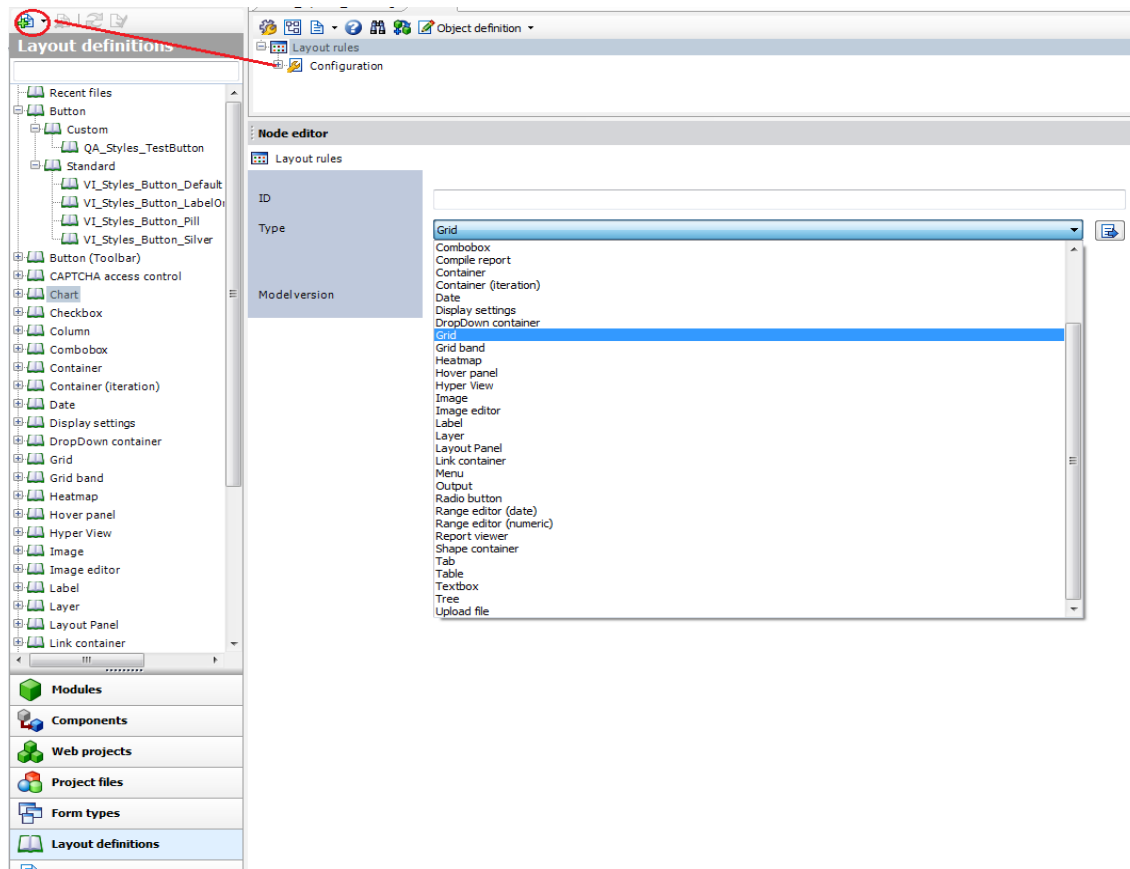 Layout definitions
Recent files
Button
Custom
QA_Styles_TestButton
Standard
VI_Styles_Button_Default
VI_Styles_Button_LabelOn
VI_Styles_Button_Pill
VI_Styles_Button_Silver
Button (Toolbar)
CAPTCHA access control
Chart
Checkbox
Column
Combobox
Container
Container (iteration)
Date
Display settings
DropDown container
Grid
Grid band
Heatmap
Hover panel
Hyper View
Image
Image editor
Label
Layer
Layout Panel
Link container
Modules
Components
Web projects
Project files
Form types
Layout definitions
Object definition
Layout rules
Configuration
Node editor
Layout rules
ID
Type
Grid
Modelversion
Combobox
Compile report
Container
Container (iteration)
Date
Display settings
DropDown container
Grid
Grid band
Heatmap
Hover panel
Hyper View
Image
Image editor
Label
Layer
Layout Panel
Link container
Menu
Output
Radio button
Range editor (date)
Range editor (numeric)
Report viewer
Shape container
Tab
Table
Textbox
Tree
Upload file